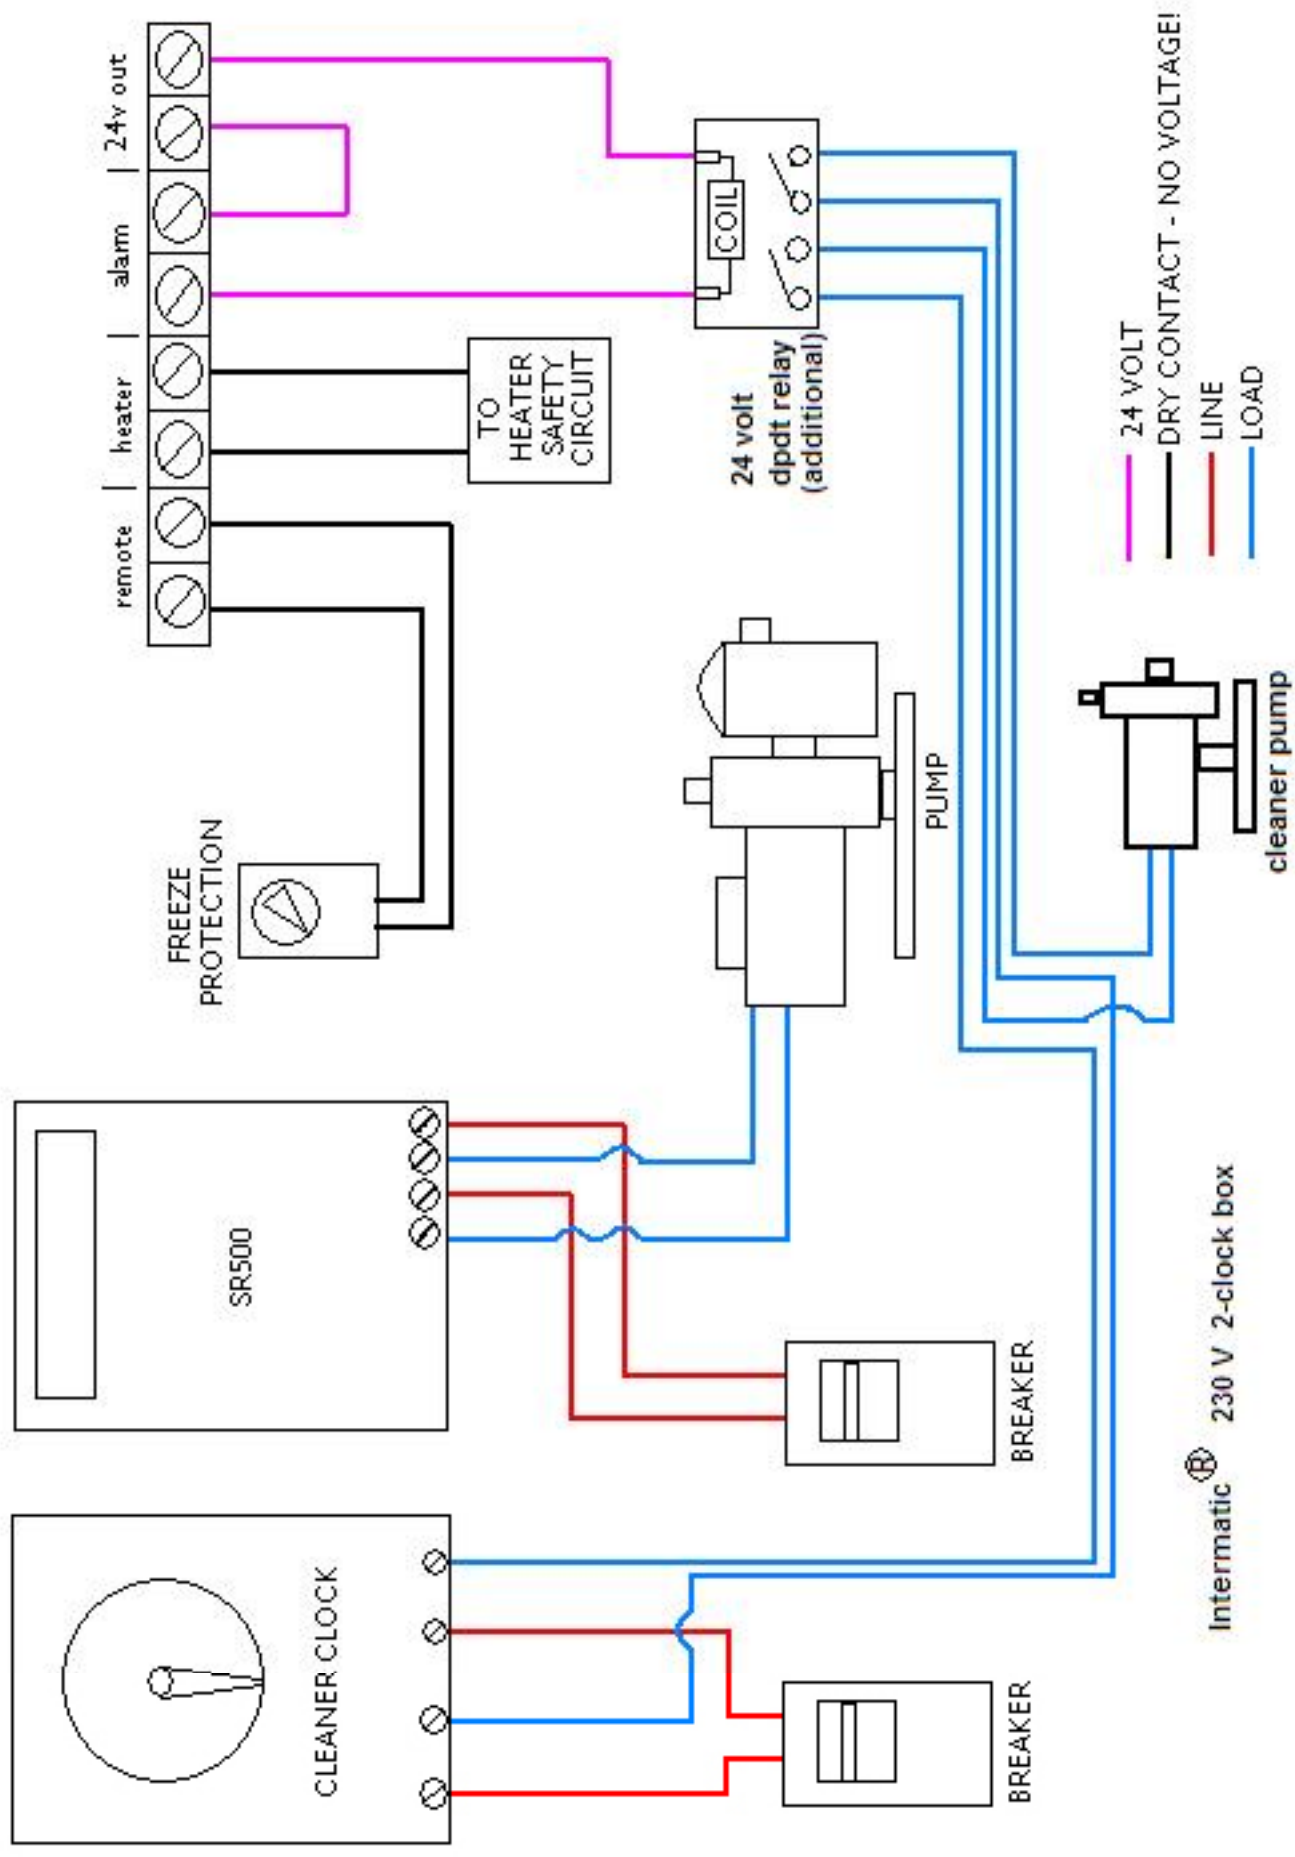 CLEANER CLOCK
SR500
FREEZE
PROTECTION
remote | heater | alarm | 24v out
TO
HEATER
SAFETY
CIRCUIT
COIL
24 volt
dpdt relay
(additional)
PUMP
BREAKER
BREAKER
24 VOLT
DRY CONTACT - NO VOLTAGE!
LINE
LOAD
cleaner pump
Intermatic ® 230 V 2-clock box